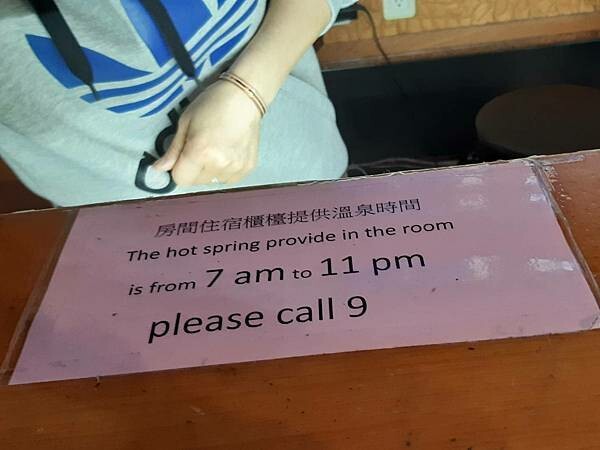 房間住宿櫃檯提供溫泉時間
The hot spring provide in the room
is from 7 am to 11 pm
please call 9